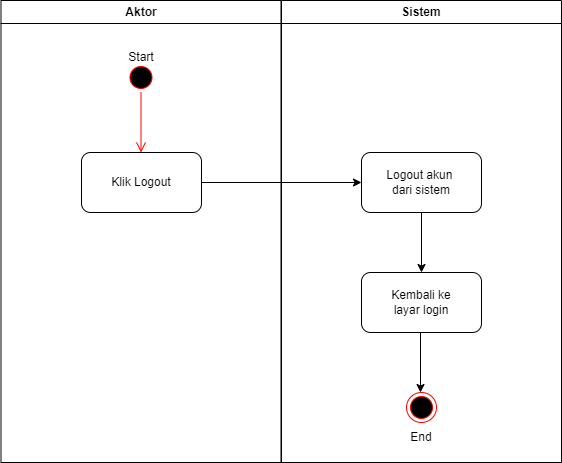 Aktor
Sistem
Start
Klik Logout
Logout akun
dari sistem
Kembali ke
layar login
End